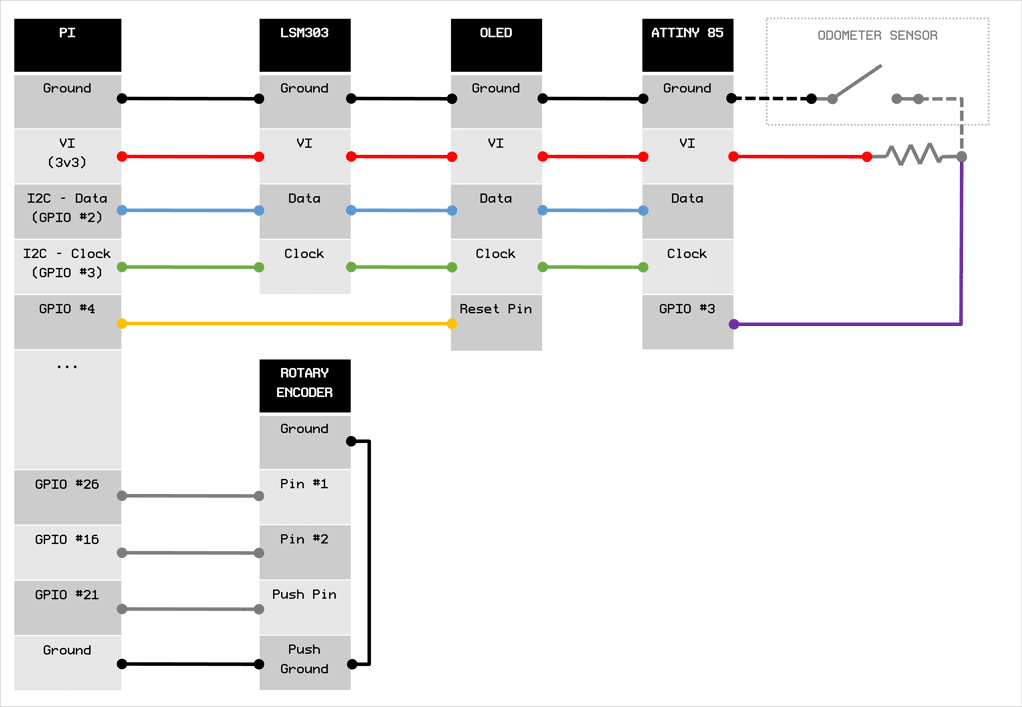 PI
LSM303
OLED
ATTINY 85
ODOMETER SENSOR
Ground
Ground
Ground
Ground
VI
(3v3)
VI
VI
VI
I2C - Data
(GPIO #2)
Data
Data
Data
I2C - Clock
(GPIO #3)
Clock
Clock
Clock
GPIO #4
Reset Pin
GPIO #3
...
ROTARY
ENCODER
Ground
GPIO #26
Pin #1
GPIO #16
Pin #2
GPIO #21
Push Pin
Ground
Push
Ground